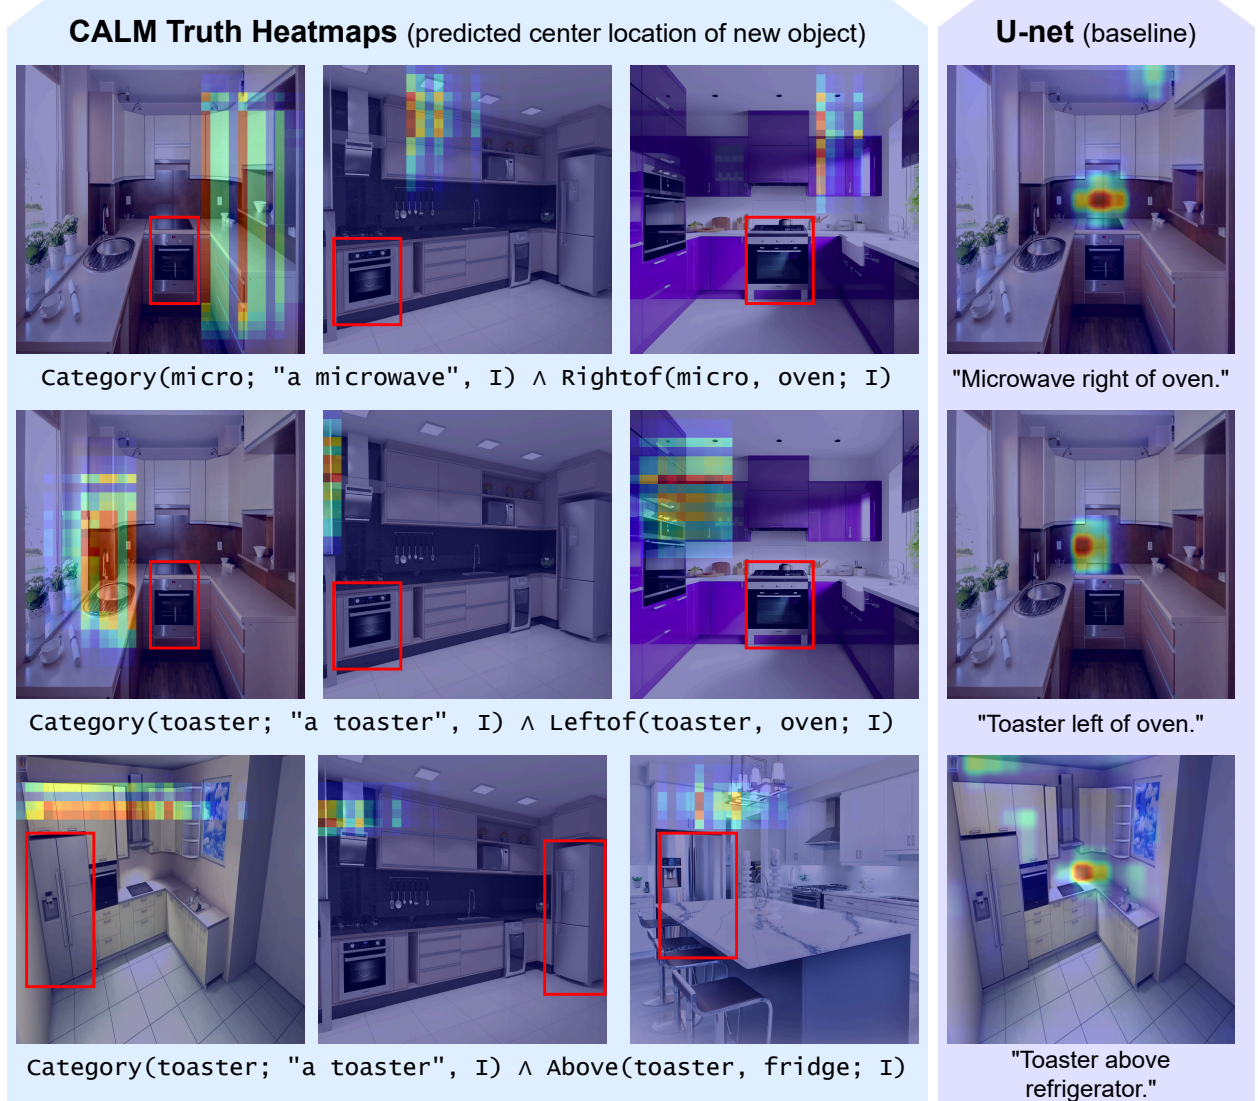 CALM Truth Heatmaps (predicted center location of new object)
U-net (baseline)
Category(micro; "a microwave", I) ∧ Rightof(micro, oven; I)
"Microwave right of oven."
Category(toaster; "a toaster", I) ∧ Leftof(toaster, oven; I)
"Toaster left of oven."
Category(toaster; "a toaster", I) ∧ Above(toaster, fridge; I)
"Toaster above
refrigerator."